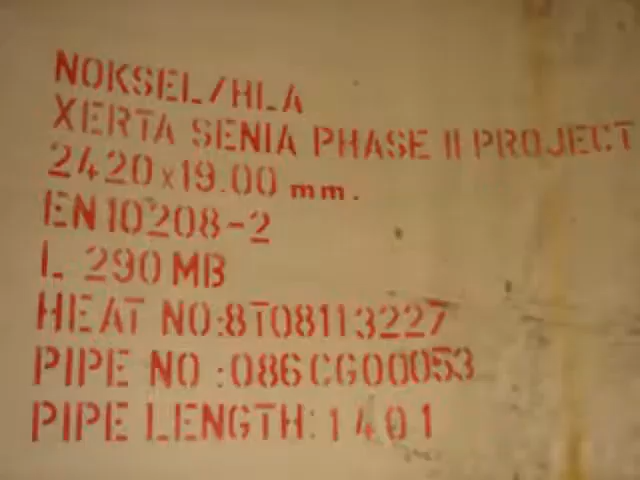 NOKSEL/HLA
XERTA SENIA PHASE II PROJECT
2420x19.00 mm.
EN10208-2
L 290 MB
HEAT NO:8T08113227
PIPE NO :086CG00053
PIPE LENGTH:1401